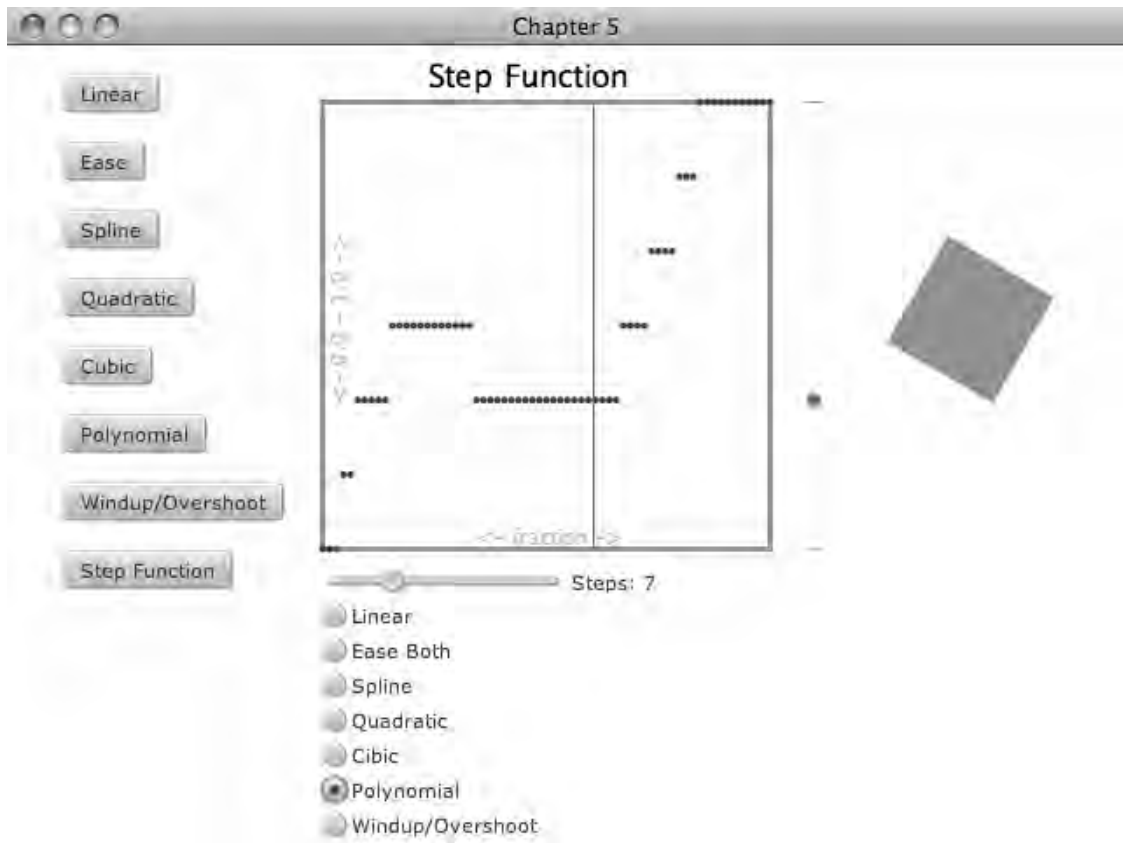 Chapter 5
Step Function
Linear
Ease
Spline
Quadratic
Cubic
Polynomial
Windup/Overshoot
Step Function
<- fraction ->
Steps: 7
Linear
Ease Both
Spline
Quadratic
Cibic
Polynomial
Windup/Overshoot